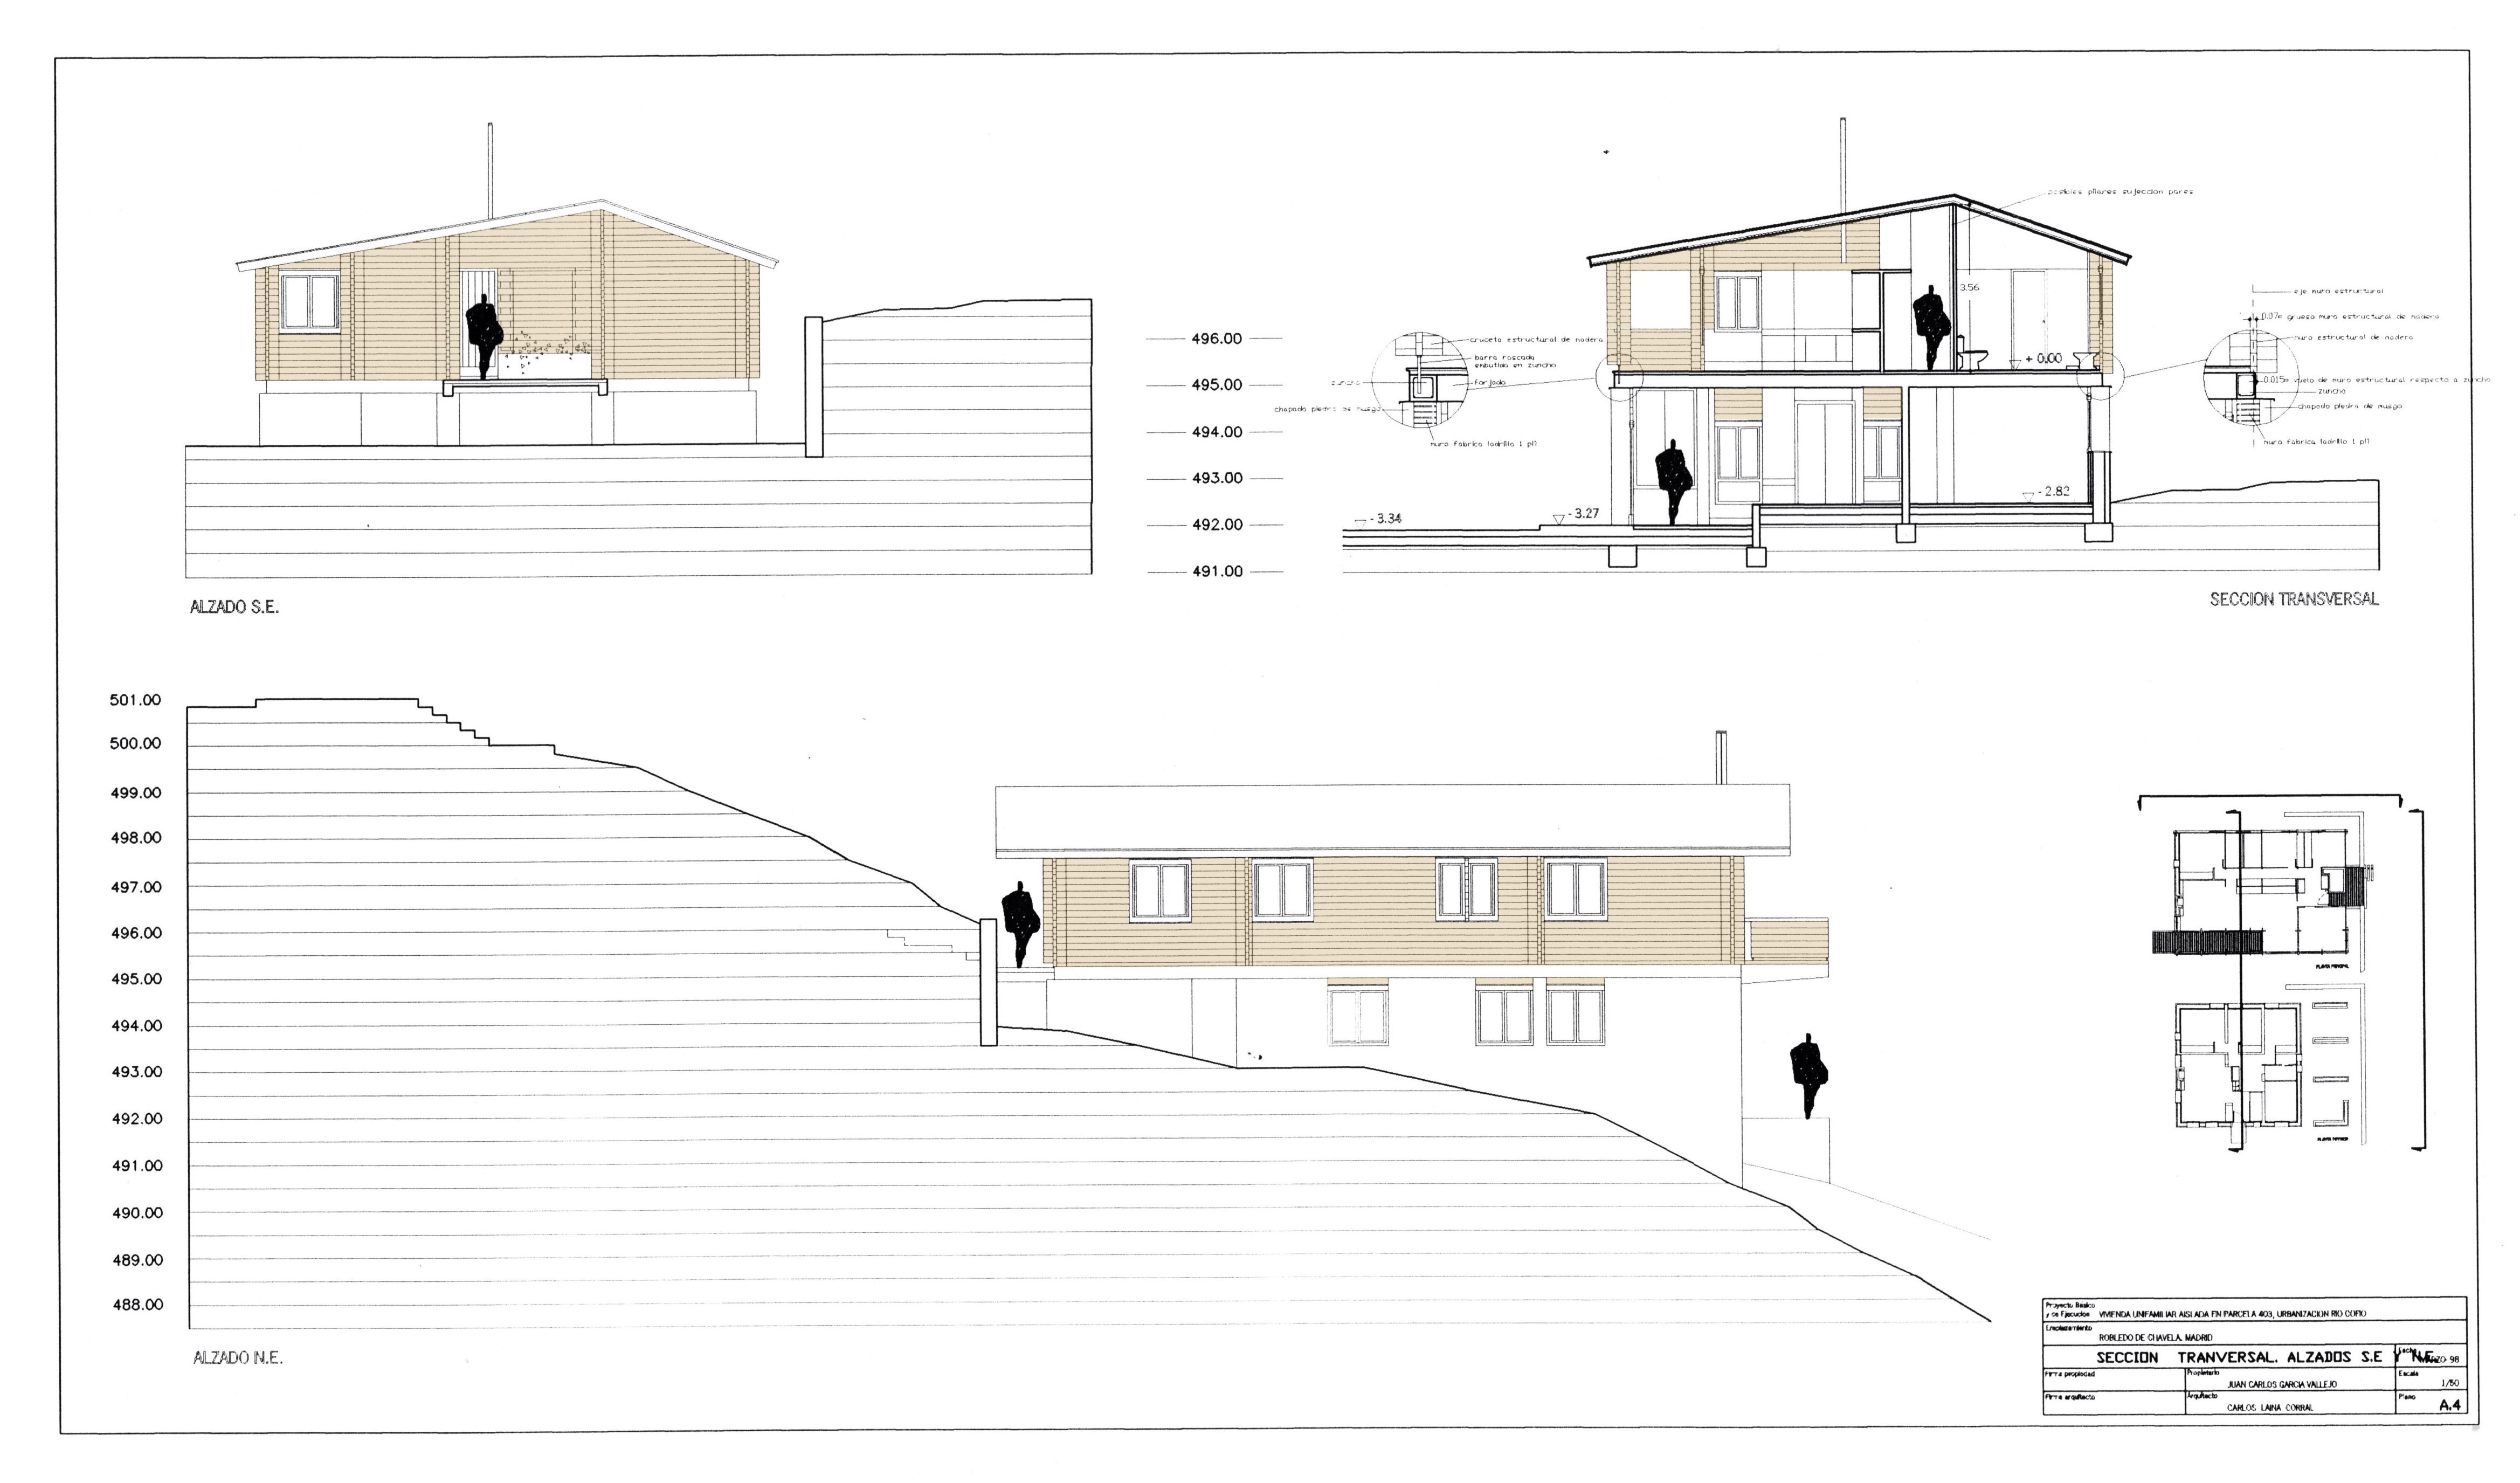 posibles pilares sujeccion pares
3.56
eje muro estructural
0.07m grueso muro estructural de madera
muro estructural de madera
0.015m vuelo de muro estructural respecto a zuncho
zuncho
chapado piedra de musgo
muro fabrica ladrillo 1 pi\
cruceta estructural de madera
barra roscada
embutida en zuncho
zuncho
forjado
chapado piedra de musgo
muro fabrica ladrillo 1 pi\
+ 0.00
- 2.82
- 3.27
- 3.34
496.00
495.00
494.00
493.00
492.00
491.00
ALZADO S.E.
SECCION TRANSVERSAL
501.00
500.00
499.00
498.00
497.00
496.00
495.00
494.00
493.00
492.00
491.00
490.00
489.00
488.00
ALZADO N.E.
PLANTA PRINCIPAL
Proyecto Básico
y de Ejecución VIVIENDA UNIFAMILIAR AISLADA EN PARCELA 403, URBANIZACION RIO COFIO
Emplazamiento
ROBLEDO DE CHAVELA. MADRID
SECCION TRANVERSAL. ALZADOS S.E Y N.E.
Fecha
MARZO 98
Firma propiedad
Propietario
JUAN CARLOS GARCIA VALLEJO
Escala
1/50
Firma arquitecto
Arquitecto
CARLOS LAINA CORRAL
Plano
A.4